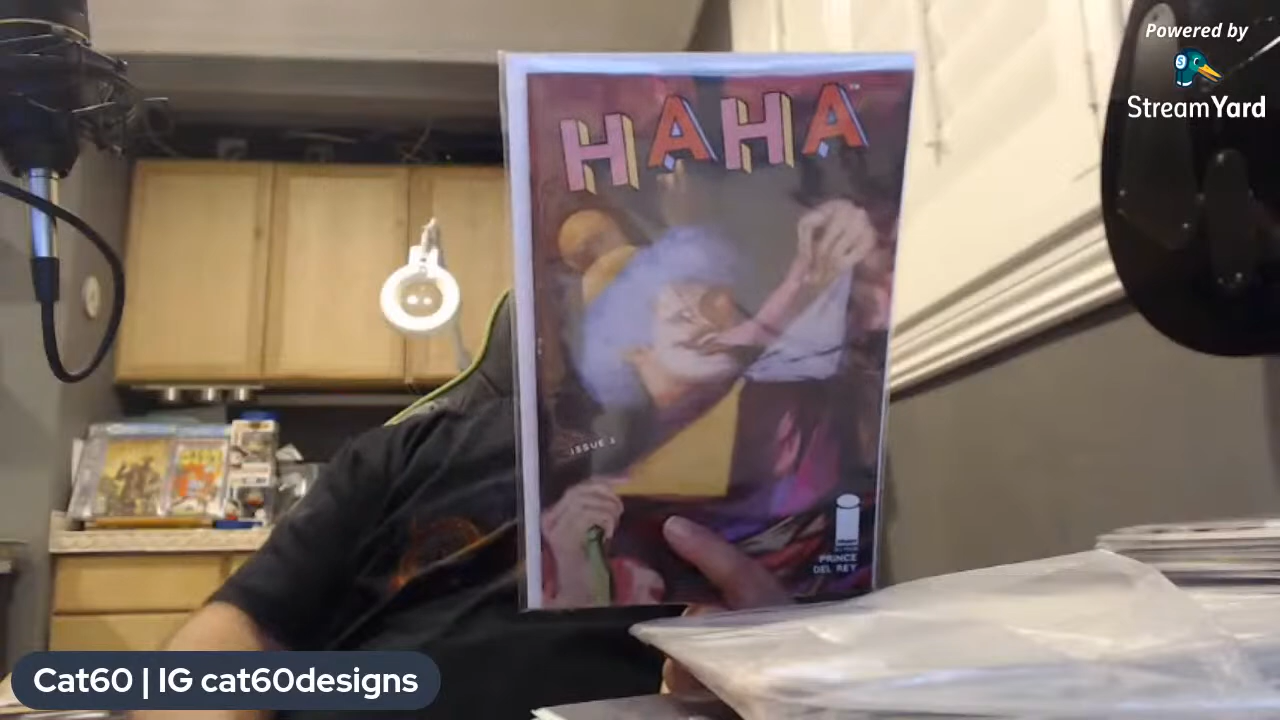 Powered by
StreamYard
HAHA
PRINCE
DEL REY
Cat60 | IG cat60designs